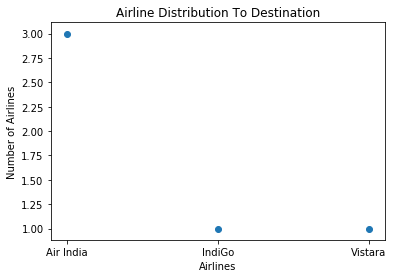 Airline Distribution To Destination
3.00
2.75
2.50
2.25
2.00
1.75
1.50
1.25
1.00
Number of Airlines
Air India IndiGo Vistara
Airlines